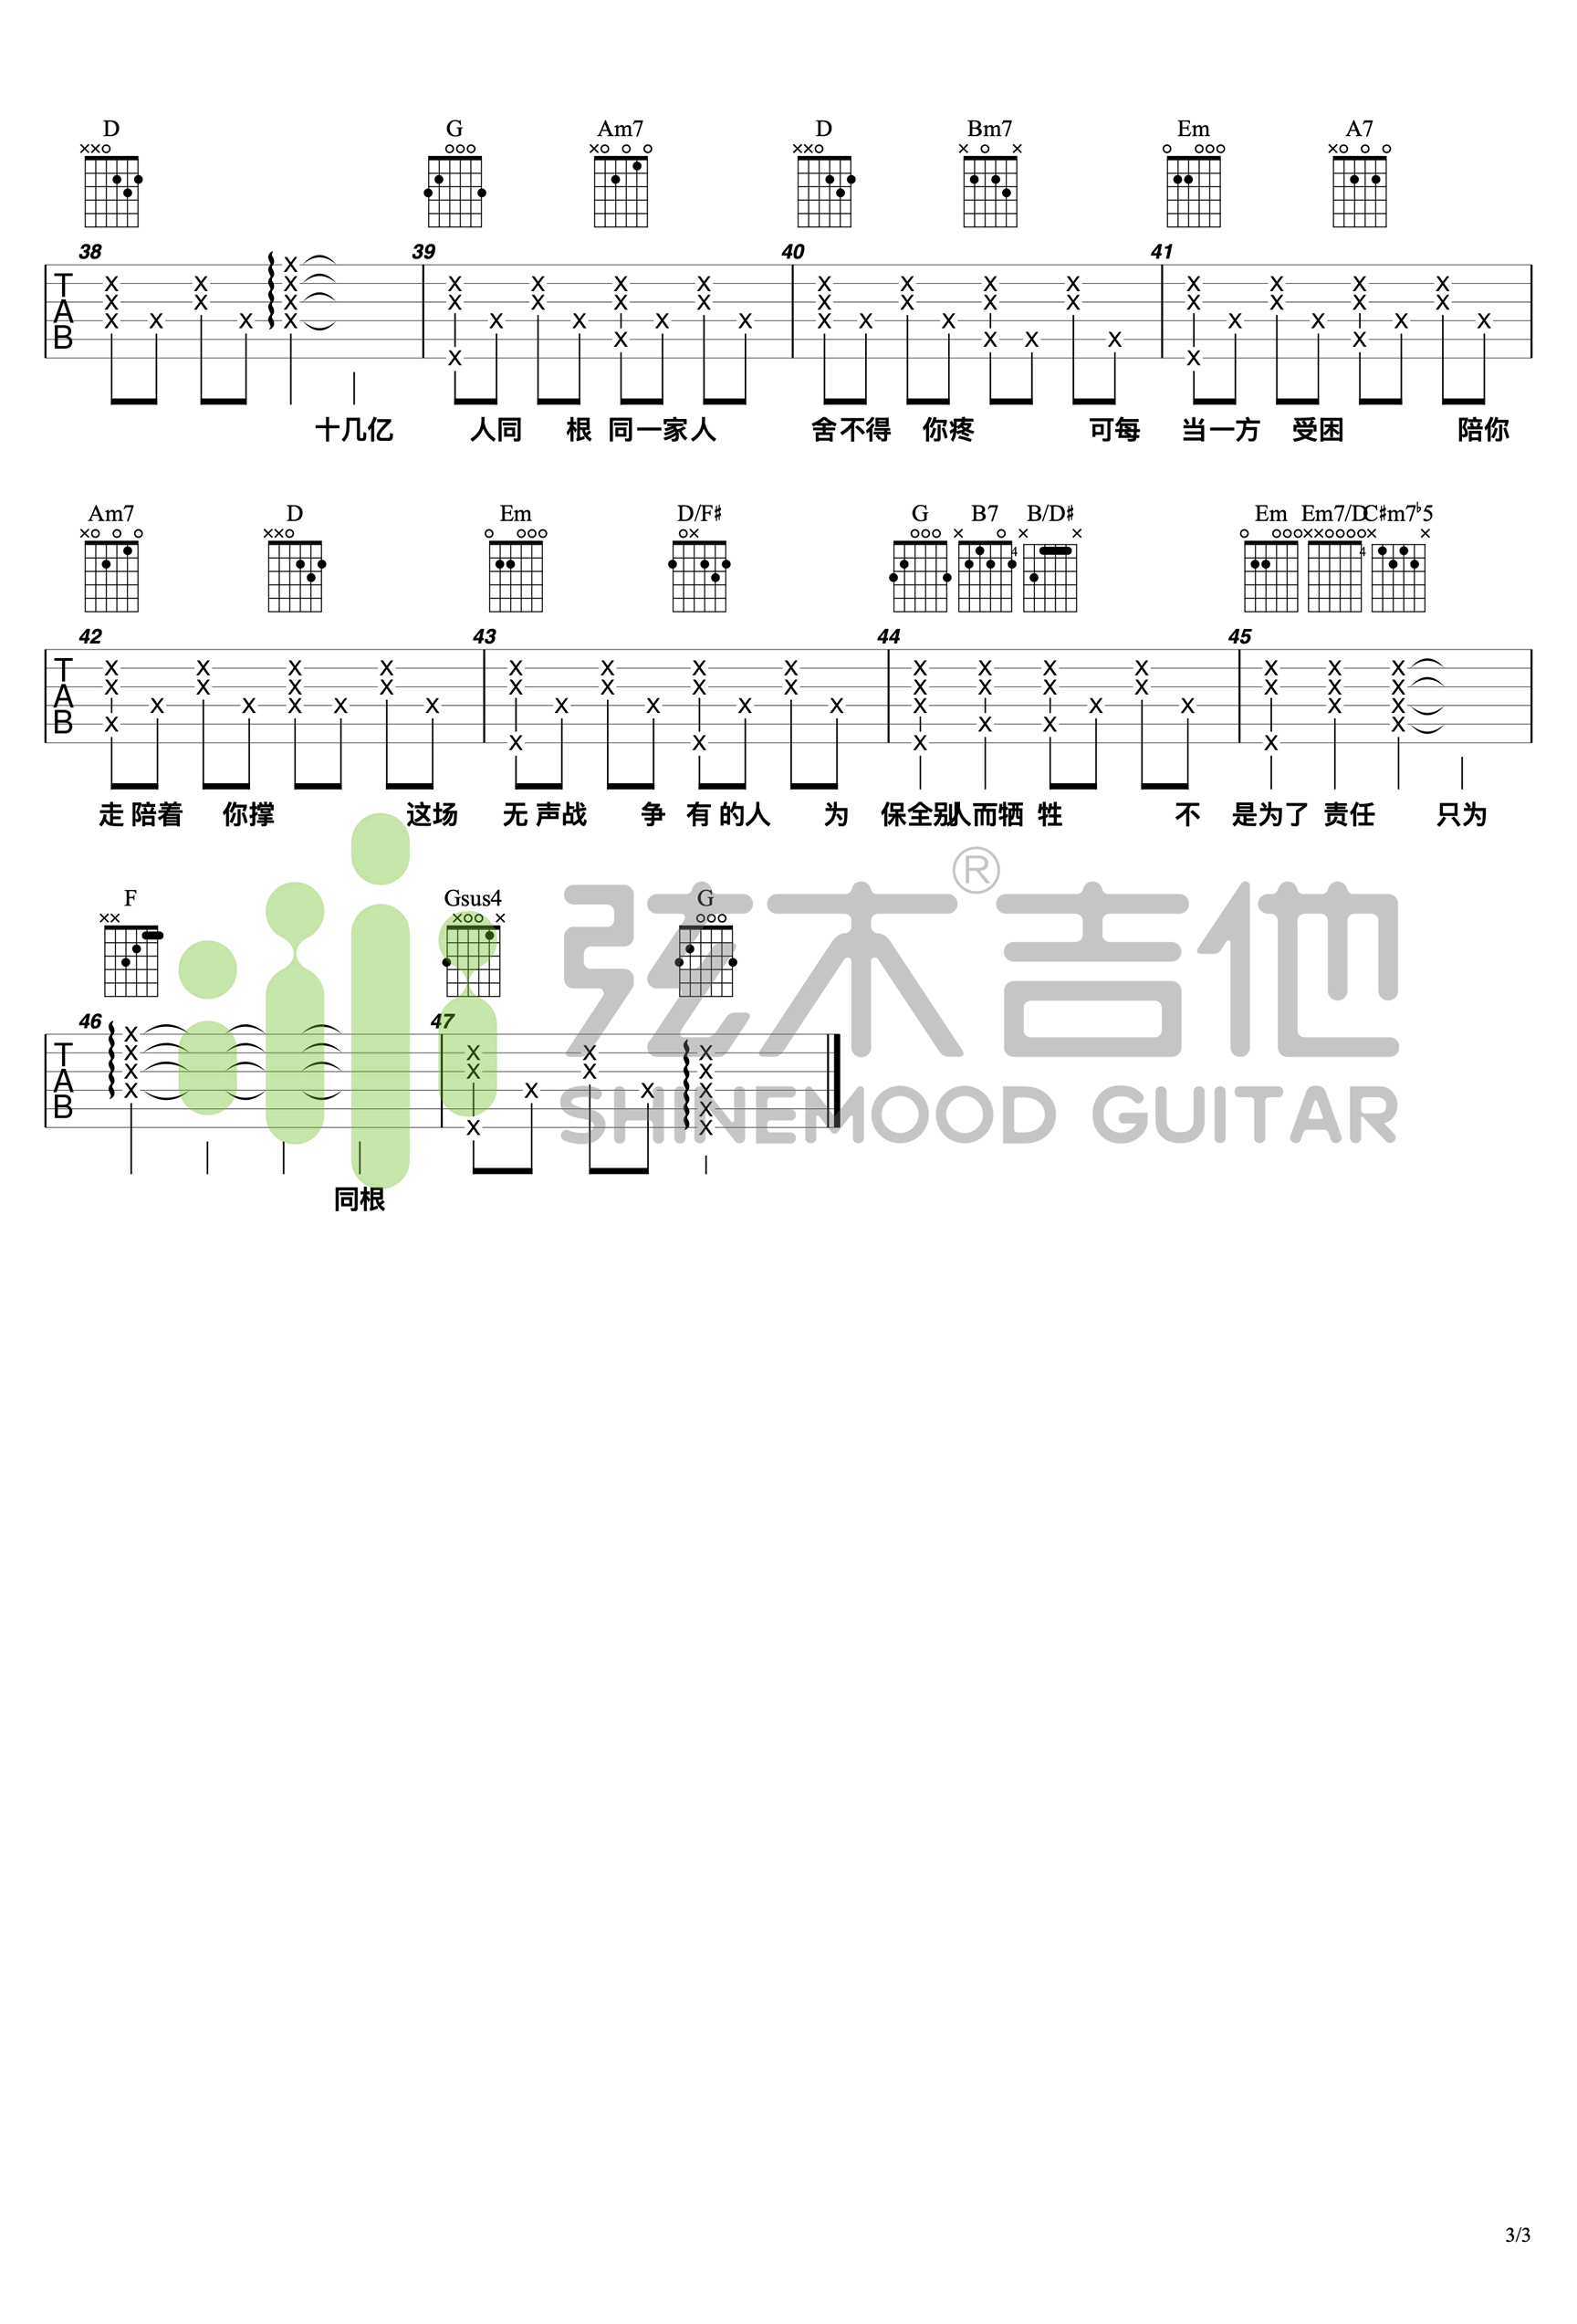 D G Am7 D Bm7 Em A7
38 39 40 41
TAB
十几亿 人同 根 同一家人 舍不得 你疼 可每 当一方 受困 陪你
Am7 D Em D/F♯ G B7 B/D♯ Em Em7/D C♯m7♭5
4 4
42 43 44 45
TAB
走 陪着 你撑 这场 无 声战 争 有 的人 为 保全别人而牺 牲 不 是为了 责任 只为
F Gsus4 G
46 47
TAB
同根
弦木吉他®
SHINEMOOD GUITAR
3/3